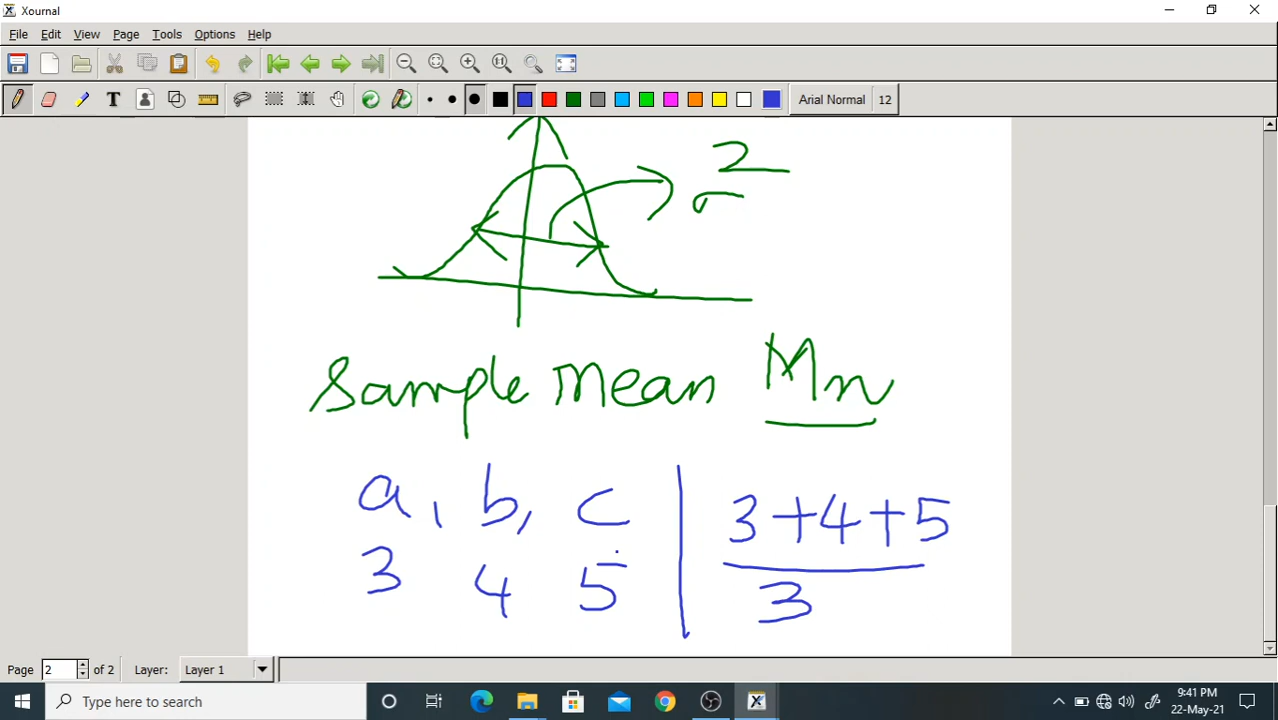 Xournal
File Edit View Page Tools Options Help
Arial Normal 12
2
σ
Sample mean Mn
a, b, c
3 4 5
3+4+5
3
Page 2 of 2 Layer: Layer 1
Type here to search
9:41 PM
22-May-21